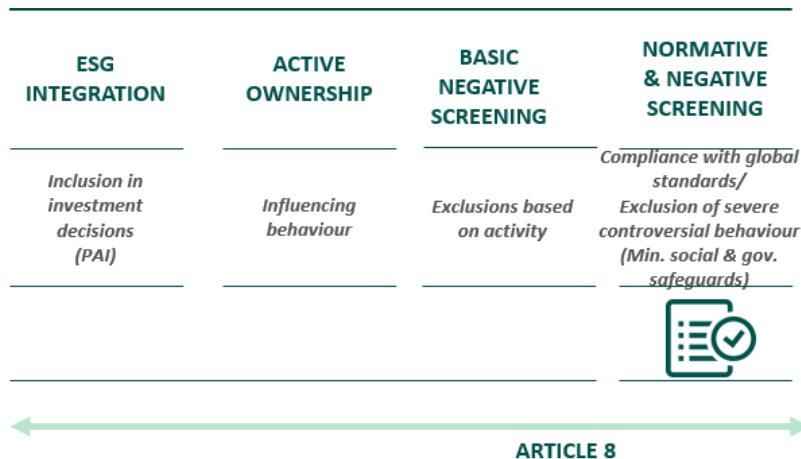 ESG
INTEGRATION
ACTIVE
OWNERSHIP
BASIC
NEGATIVE
SCREENING
NORMATIVE
& NEGATIVE
SCREENING
Inclusion in
investment
decisions
(PAI)
Influencing
behaviour
Exclusions based
on activity
Compliance with global
standards/
Exclusion of severe
controversial behaviour
(Min. social & gov.
safeguards)
ARTICLE 8